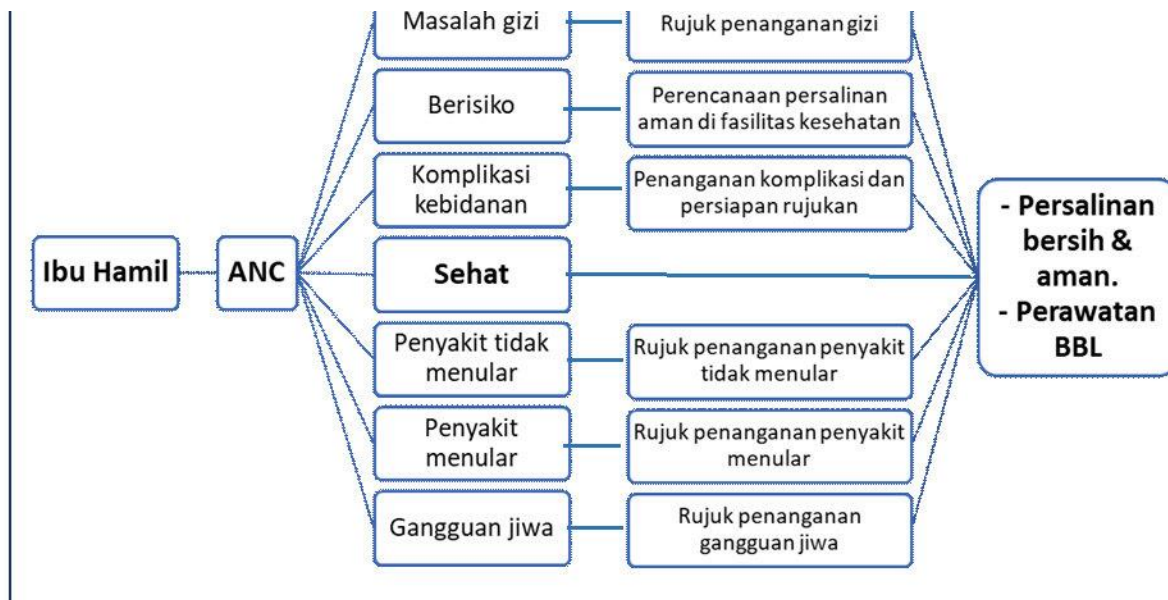 Masalah gizi
Rujuk penanganan gizi
Berisiko
Perencanaan persalinan
aman di fasilitas kesehatan
Komplikasi
kebidanan
Penanganan komplikasi dan
persiapan rujukan
Ibu Hamil
ANC
Sehat
- Persalinan
bersih &
aman.
- Perawatan
BBL
Penyakit tidak
menular
Rujuk penanganan penyakit
tidak menular
Penyakit
menular
Rujuk penanganan penyakit
menular
Gangguan jiwa
Rujuk penanganan
gangguan jiwa